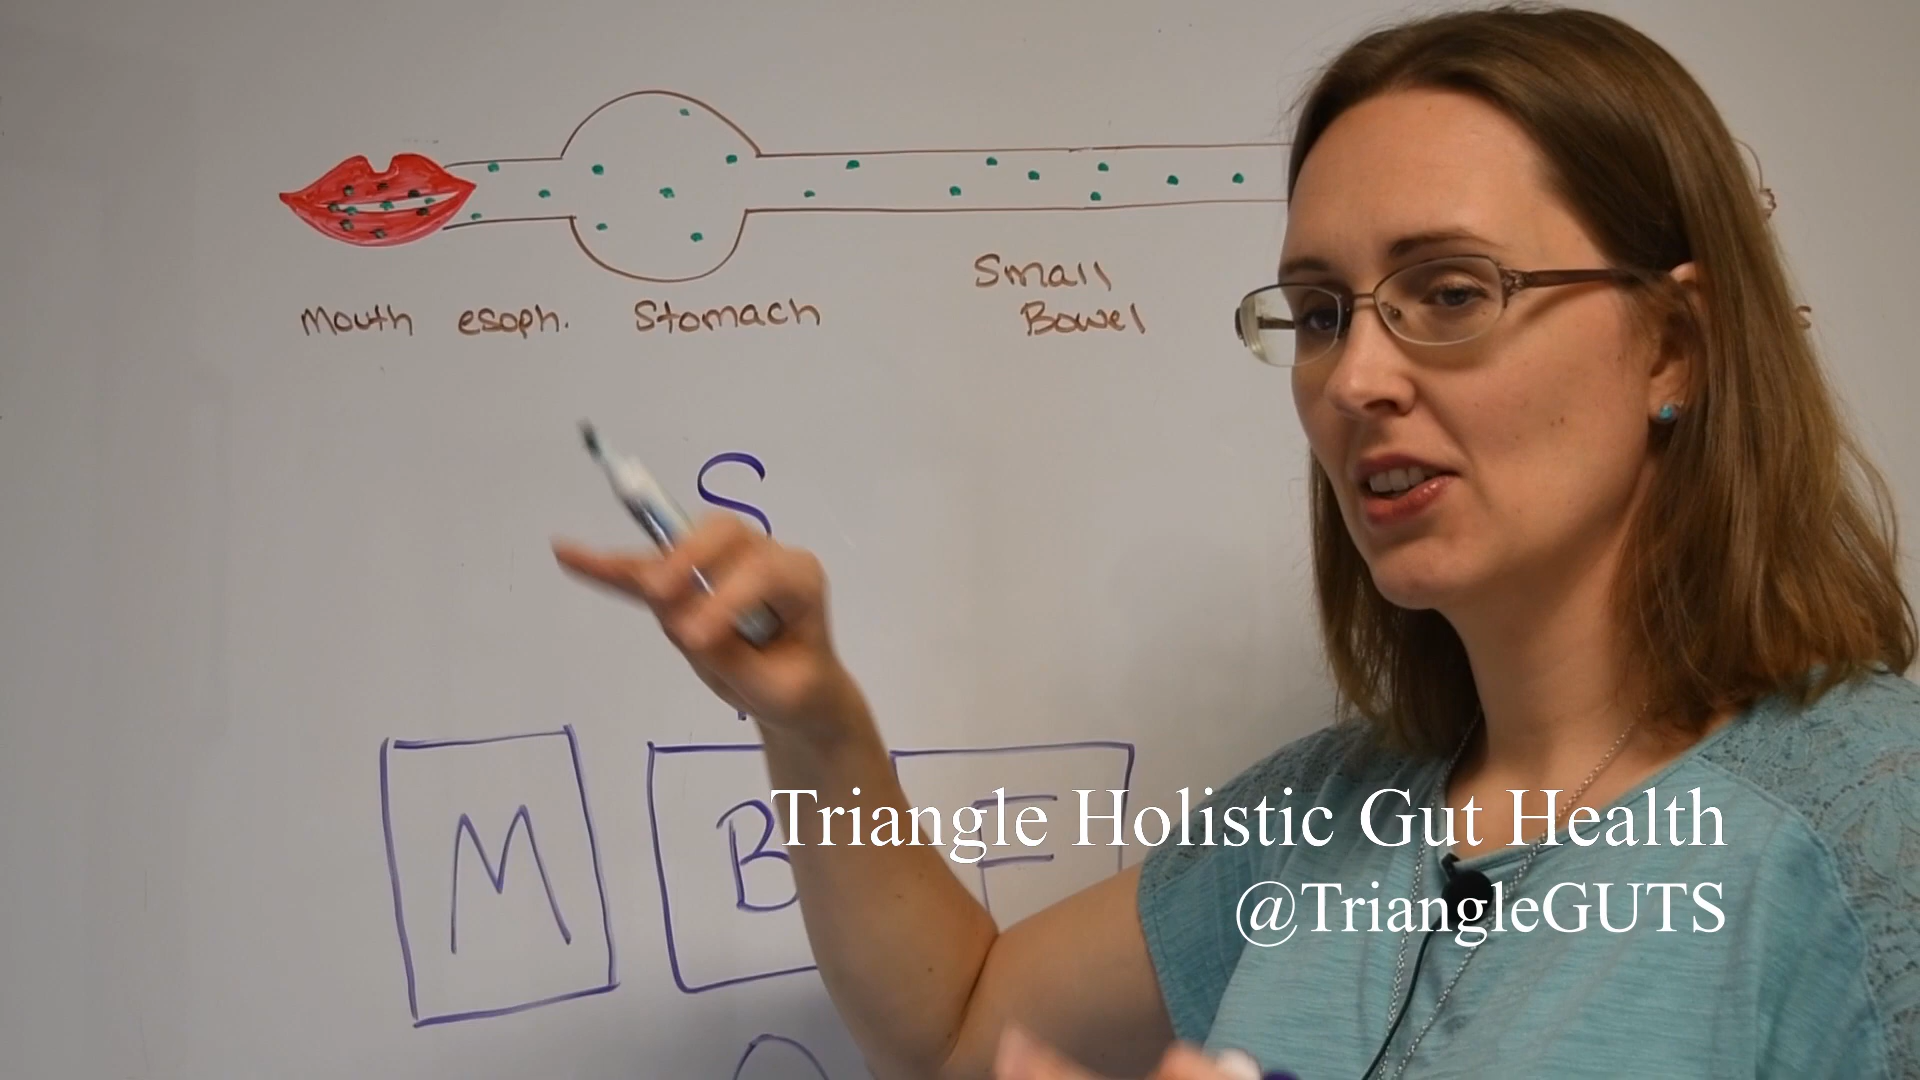 Mouth esoph. Stomach Small
Bowel
S
M B E
Triangle Holistic Gut Health
@TriangleGUTS